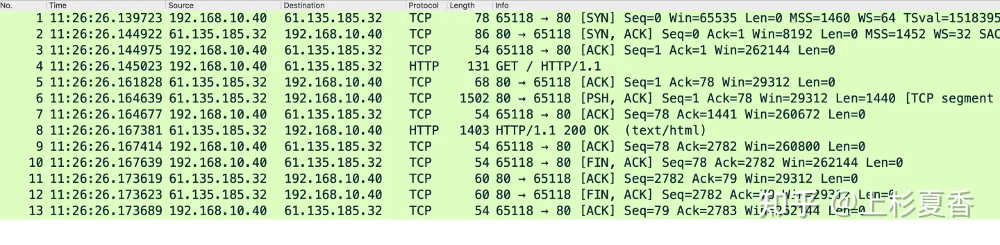 No. Time Source Destination Protocol Length Info
1 11:26:26.139723 192.168.10.40 61.135.185.32 TCP 78 65118 → 80 [SYN] Seq=0 Win=65535 Len=0 MSS=1460 WS=64 TSval=1518395
2 11:26:26.144922 61.135.185.32 192.168.10.40 TCP 86 80 → 65118 [SYN, ACK] Seq=0 Ack=1 Win=8192 Len=0 MSS=1452 WS=32 SAC
3 11:26:26.144975 192.168.10.40 61.135.185.32 TCP 54 65118 → 80 [ACK] Seq=1 Ack=1 Win=262144 Len=0
4 11:26:26.145023 192.168.10.40 61.135.185.32 HTTP 131 GET / HTTP/1.1
5 11:26:26.161828 61.135.185.32 192.168.10.40 TCP 68 80 → 65118 [ACK] Seq=1 Ack=78 Win=29312 Len=0
6 11:26:26.164639 61.135.185.32 192.168.10.40 TCP 1502 80 → 65118 [PSH, ACK] Seq=1 Ack=78 Win=29312 Len=1440 [TCP segment
7 11:26:26.164677 192.168.10.40 61.135.185.32 TCP 54 65118 → 80 [ACK] Seq=78 Ack=1441 Win=260672 Len=0
8 11:26:26.167381 61.135.185.32 192.168.10.40 HTTP 1403 HTTP/1.1 200 OK (text/html)
9 11:26:26.167414 192.168.10.40 61.135.185.32 TCP 54 65118 → 80 [ACK] Seq=78 Ack=2782 Win=260800 Len=0
10 11:26:26.167639 192.168.10.40 61.135.185.32 TCP 54 65118 → 80 [FIN, ACK] Seq=78 Ack=2782 Win=262144 Len=0
11 11:26:26.173619 61.135.185.32 192.168.10.40 TCP 60 80 → 65118 [ACK] Seq=2782 Ack=79 Win=29312 Len=0
12 11:26:26.173623 61.135.185.32 192.168.10.40 TCP 60 80 → 65118 [FIN, ACK] Seq=2782 Ack=79 Win=29312 Len=0
13 11:26:26.173689 192.168.10.40 61.135.185.32 TCP 54 65118 → 80 [ACK] Seq=79 Ack=2783 Win=262144 Len=0
知乎 @上杉夏香